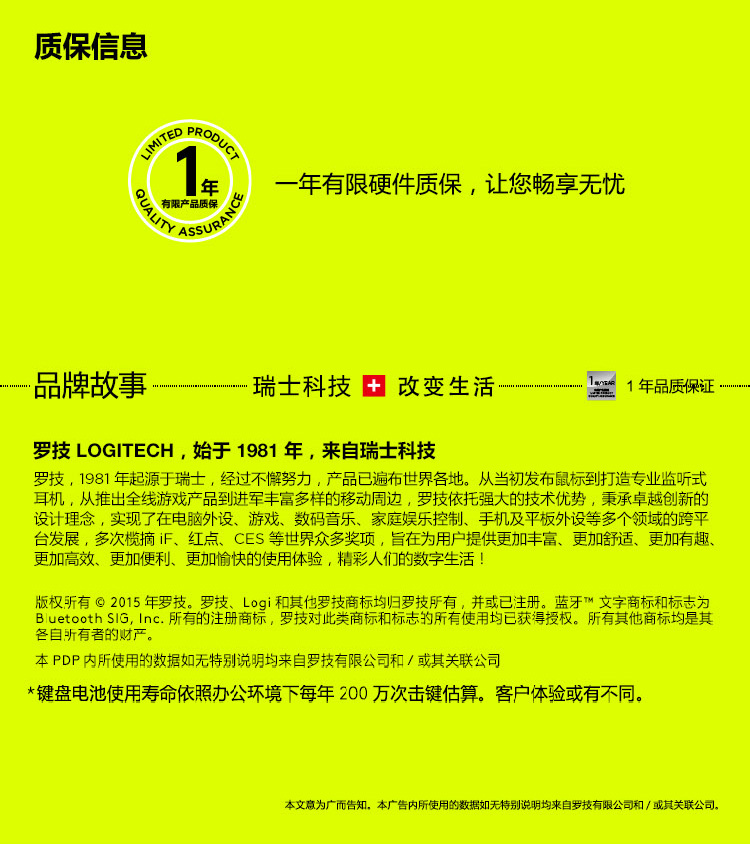 质保信息
LIMITED PRODUCT
1年
有限产品质保
QUALITY ASSURANCE
一年有限硬件质保，让您畅享无忧
品牌故事 瑞士科技 改变生活 1年/YEAR 1 年品质保证
罗技 LOGITECH，始于 1981 年，来自瑞士科技
罗技，1981 年起源于瑞士，经过不懈努力，产品已遍布世界各地。从当初发布鼠标到打造专业监听式
耳机，从推出全线游戏产品到进军丰富多样的移动周边，罗技依托强大的技术优势，秉承卓越创新的
设计理念，实现了在电脑外设、游戏、数码音乐、家庭娱乐控制、手机及平板外设等多个领域的跨平
台发展，多次榄摘 iF、红点、CES 等世界众多奖项，旨在为用户提供更加丰富、更加舒适、更加有趣、
更加高效、更加便利、更加愉快的使用体验，精彩人们的数字生活！
版权所有 © 2015 年罗技。罗技、Logi 和其他罗技商标均归罗技所有，并或已注册。蓝牙™ 文字商标和标志为
Bluetooth SIG, Inc. 所有的注册商标，罗技对此类商标和标志的所有使用均已获得授权。所有其他商标均是其
各自所有者的财产。
本 PDP 内所使用的数据如无特别说明均来自罗技有限公司和 / 或其关联公司
*键盘电池使用寿命依照办公环境下每年 200 万次击键估算。客户体验或有不同。
本文意为广而告知。本广告内所使用的数据如无特别说明均来自罗技有限公司和 / 或其关联公司。